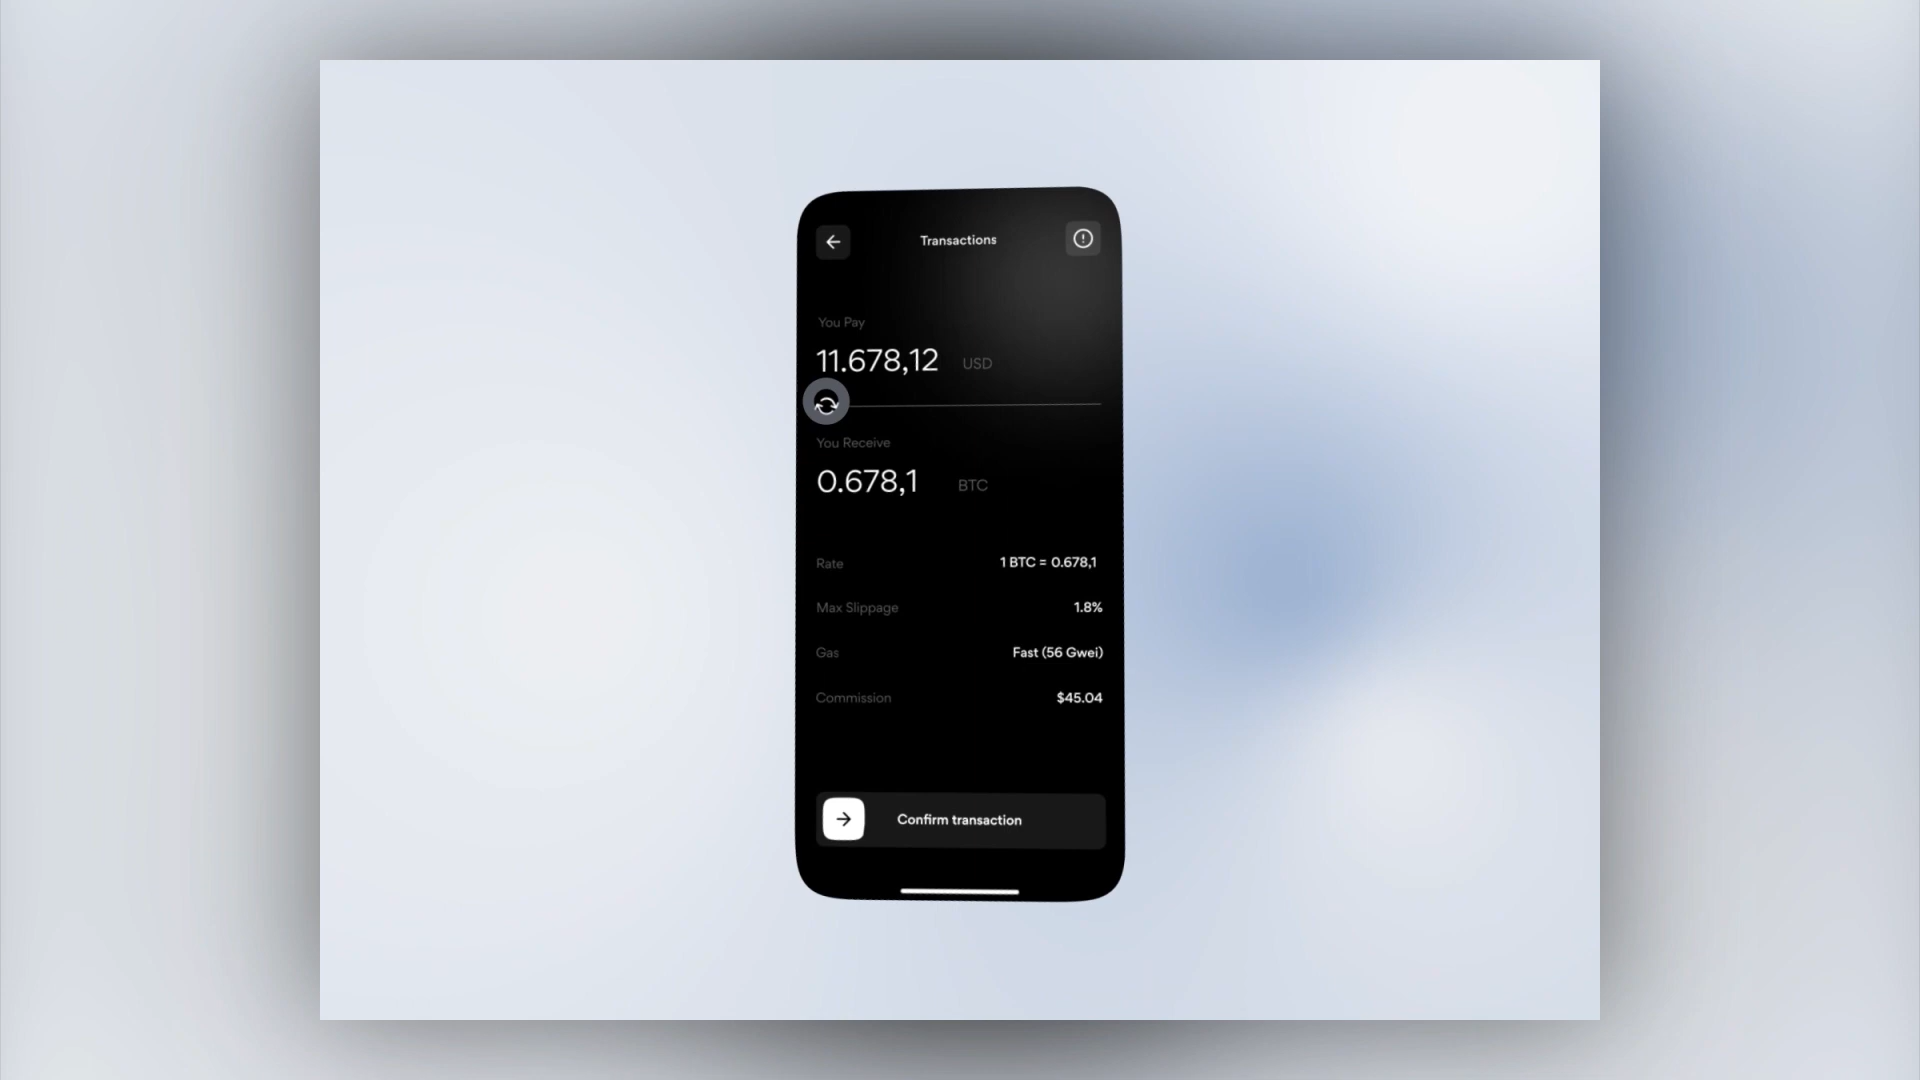 Transactions
You Pay
11.678,12 USD
You Receive
0.678,1 BTC
Rate 1 BTC = 0.678,1
Max Slippage 1.8%
Gas Fast (56 Gwei)
Commission $45.04
Confirm transaction